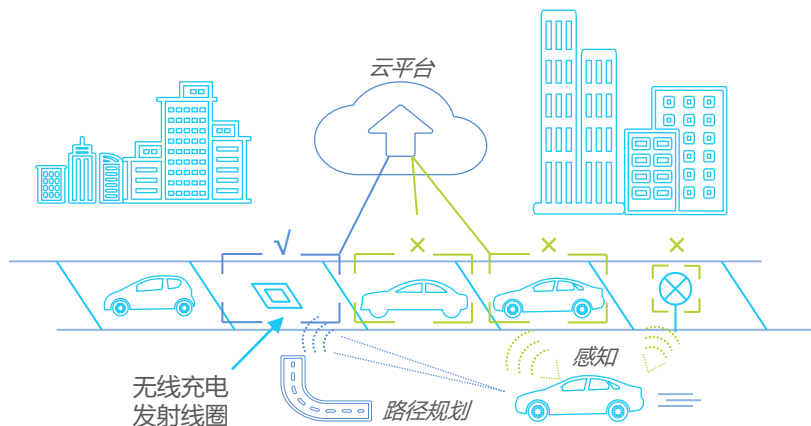 云平台
√ × × ×
感知
无线充电
发射线圈
路径规划